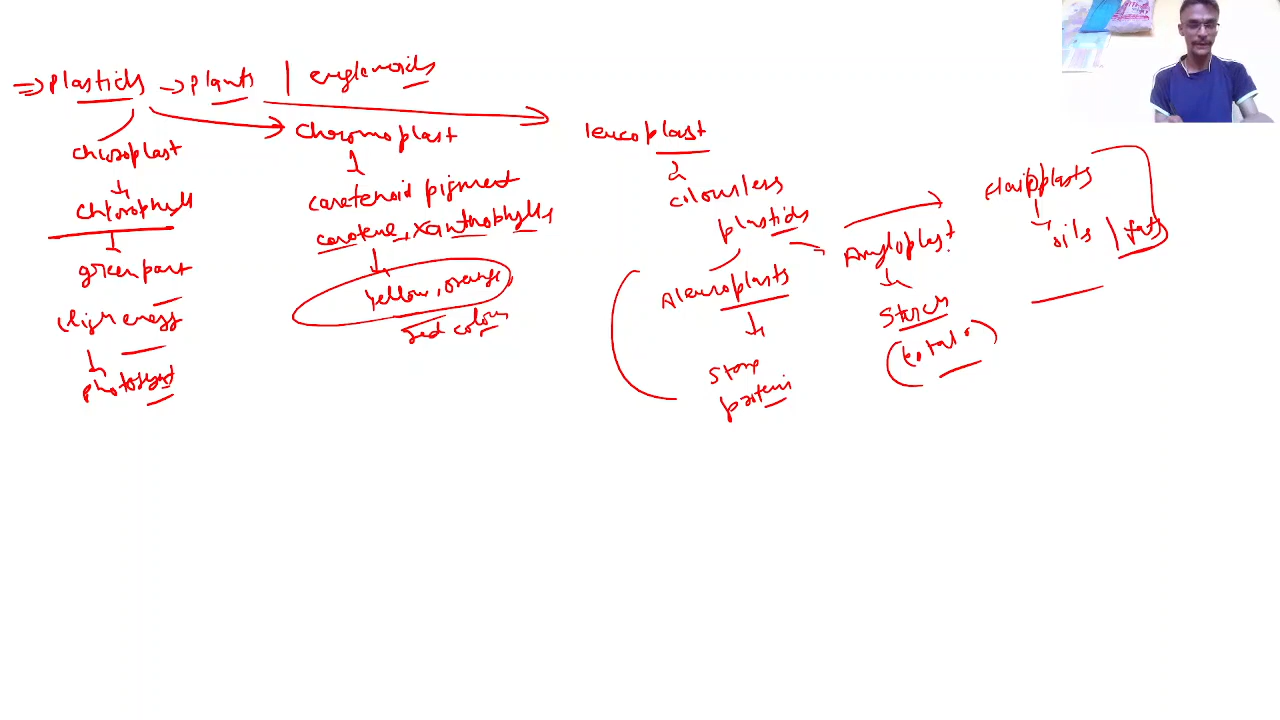 => Plastids -> Plants | euglenoids
chloroplast
chlorophyll
green part
light energy
photosynt
chromoplast
carotenoid pigment
carotene, xanthophylls
yellow, orange
red colour
leucoplast
colourless
plastids
Aleuroplasts
store
protein
Amyloplast
starch
(potato)
elaioplasts
oils | fats